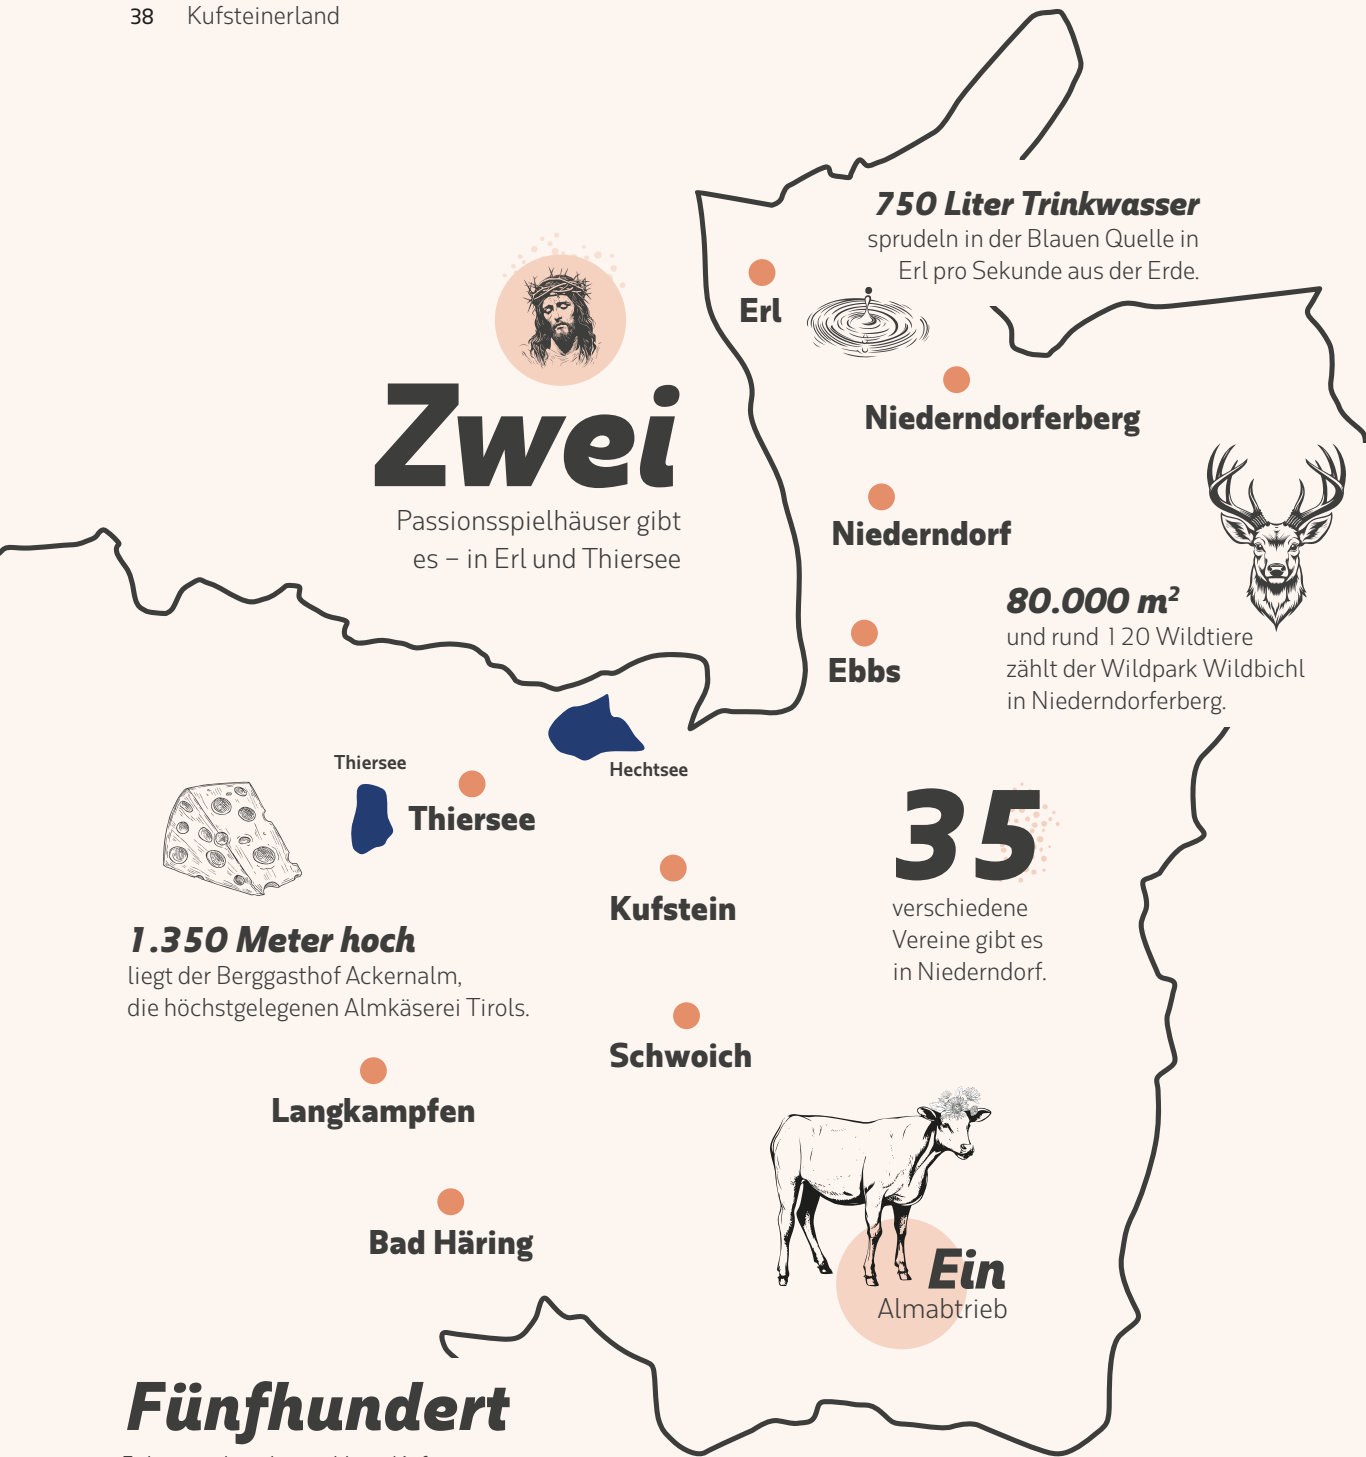 38 Kufsteinerland
750 Liter Trinkwasser
sprudeln in der Blauen Quelle in
Erl pro Sekunde aus der Erde.
Erl
Niederndorferberg
Zwei
Passionsspielhäuser gibt
es – in Erl und Thiersee
Niederndorf
80.000 m²
und rund 120 Wildtiere
zählt der Wildpark Wildbichl
in Niederndorferberg.
Ebbs
Thiersee
Hechtsee
Thiersee
35
verschiedene
Vereine gibt es
in Niederndorf.
Kufstein
1.350 Meter hoch
liegt der Berggasthof Ackernalm,
die höchstgelegenen Almkäserei Tirols.
Schwoich
Langkampfen
Bad Häring
Ein
Almabtrieb
Fünfhundert